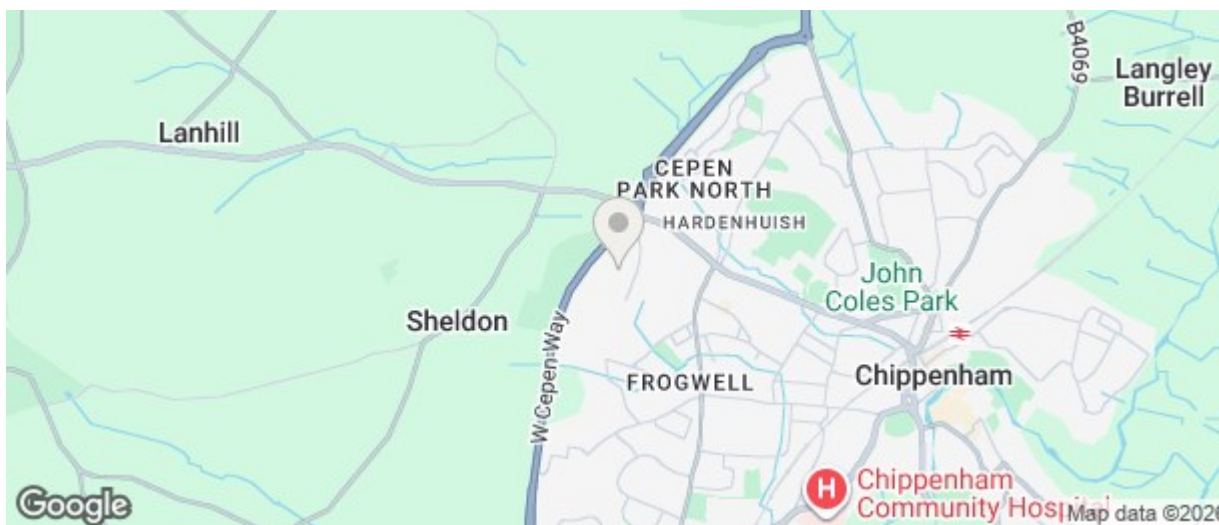 B4069
Langley
Burrell
Lanhill
CEPEN
PARK NORTH
HARDENHUISH
John
Coles Park
Sheldon
W Cepen Way
FROGWELL
Chippenham
H
Chippenham
Community Hospital
Google
Map data ©2026